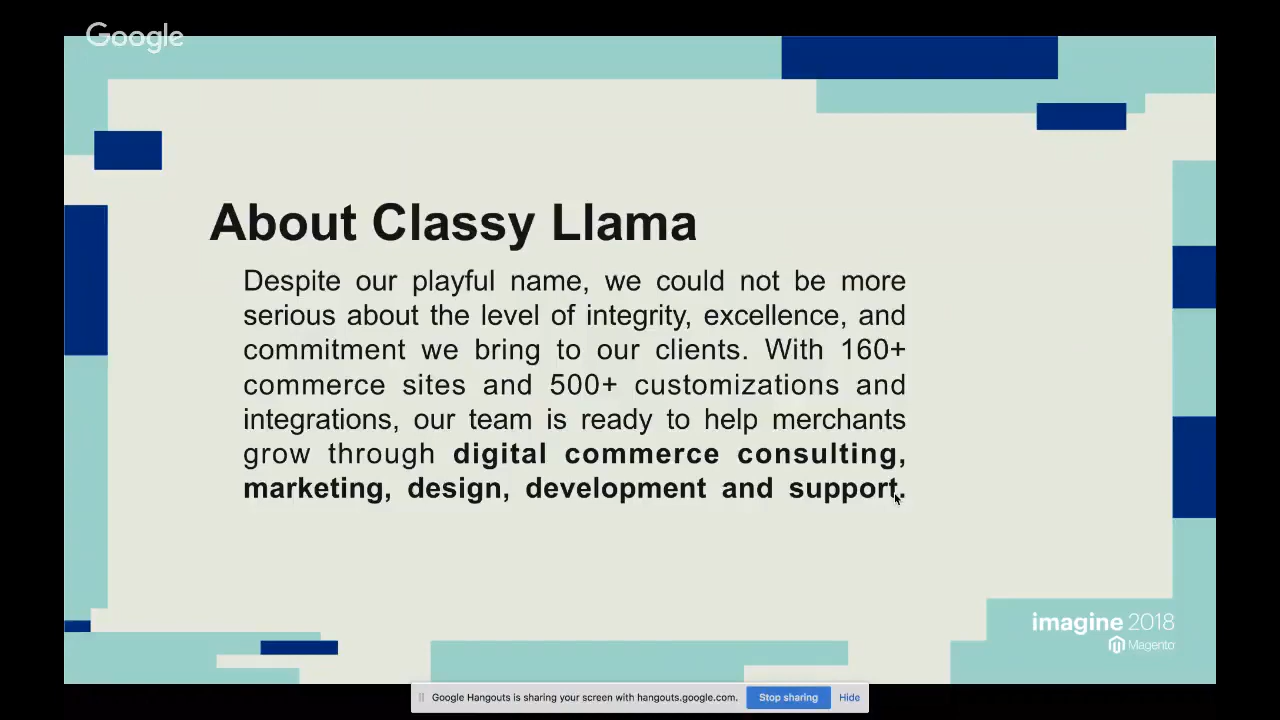 Google
About Classy Llama
Despite our playful name, we could not be more
serious about the level of integrity, excellence, and
commitment we bring to our clients. With 160+
commerce sites and 500+ customizations and
integrations, our team is ready to help merchants
grow through digital commerce consulting,
marketing, design, development and support.
imagine 2018
Magento
Google Hangouts is sharing your screen with hangouts.google.com. Stop sharing Hide